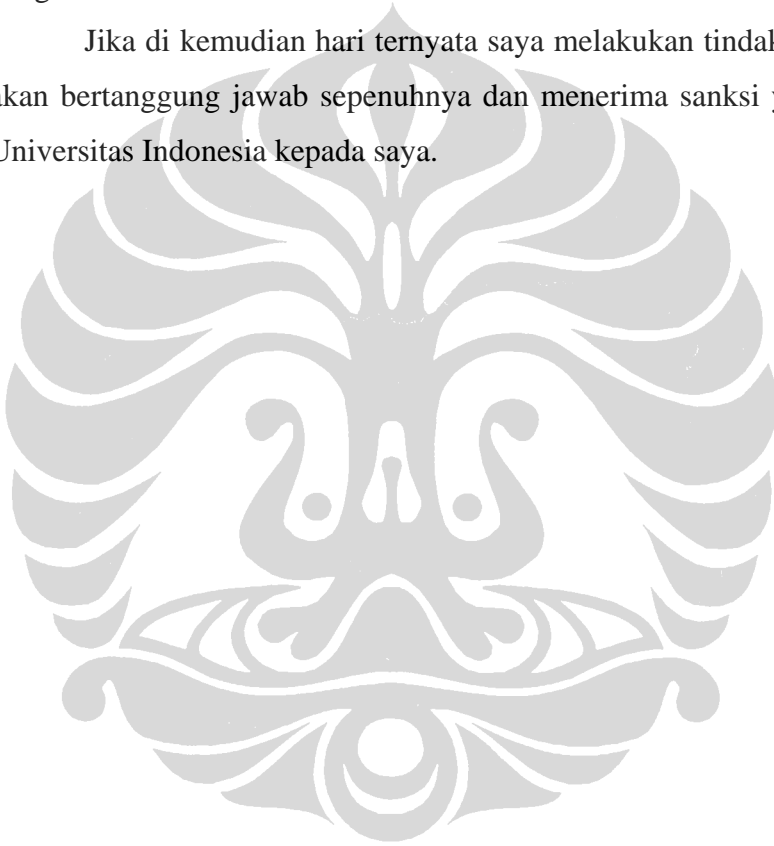 Jika di kemudian hari ternyata saya melakukan tindak
akan bertanggung jawab sepenuhnya dan menerima sanksi y
Universitas Indonesia kepada saya.